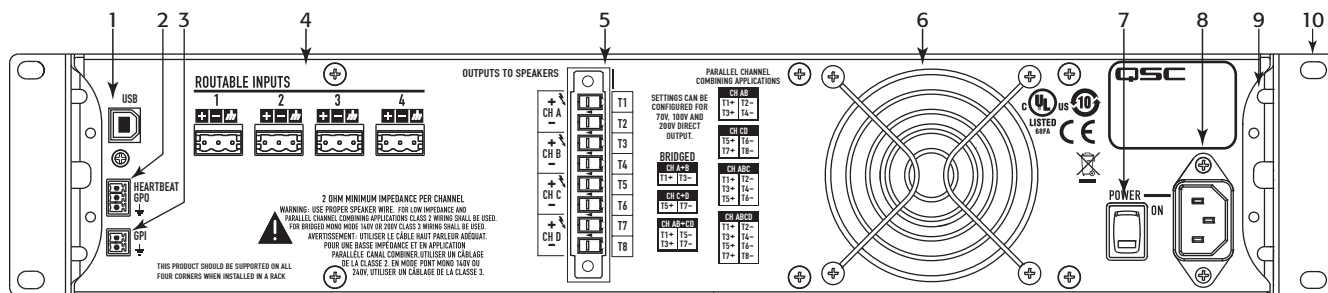 1 2 3 4 5 6 7 8 9 10
USB
HEARTBEAT
GPO
GPI
THIS PRODUCT SHOULD BE SUPPORTED ON ALL
FOUR CORNERS WHEN INSTALLED IN A RACK
ROUTABLE INPUTS
1 2 3 4
+ − + − + − + −
2 OHM MINIMUM IMPEDANCE PER CHANNEL
WARNING: USE PROPER SPEAKER WIRE. FOR LOW IMPEDANCE AND
PARALLEL CHANNEL COMBINING APPLICATIONS CLASS 2 WIRING SHALL BE USED.
FOR BRIDGED MONO MODE 140V OR 200V CLASS 3 WIRING SHALL BE USED.
AVERTISSEMENT: UTILISER LE CÂBLE HAUT PARLEUR ADÉQUAT.
POUR UNE BASSE IMPÉDANCE ET EN APPLICATION
PARALLÈLE CANAL COMBINER,UTILISER UN CÂBLAGE
DE LA CLASSE 2. EN MODE PONT MONO 140V OU
240V, UTILISER UN CÂBLAGE DE LA CLASSE 3.
OUTPUTS TO SPEAKERS
+
CH A
−
+
CH B
−
+
CH C
−
+
CH D
−
T1
T2
T3
T4
T5
T6
T7
T8
SETTINGS CAN BE
CONFIGURED FOR
70V, 100V AND
200V DIRECT
OUTPUT.
BRIDGED
CH A+B
T1+ T3−
CH C+D
T5+ T7−
CH AB+CD
T1+ T5−
T3+ T7−
PARALLEL CHANNEL
COMBINING APPLICATIONS
CH AB
T1+ T2−
T3+ T4−
CH CD
T5+ T6−
T7+ T8−
CH ABC
T1+ T2−
T3+ T4−
T5+ T6−
CH ABCD
T1+ T2−
T3+ T4−
T5+ T6−
T7+ T8−
C UL US
LISTED
68FA
10
CE
QSC
POWER
ON